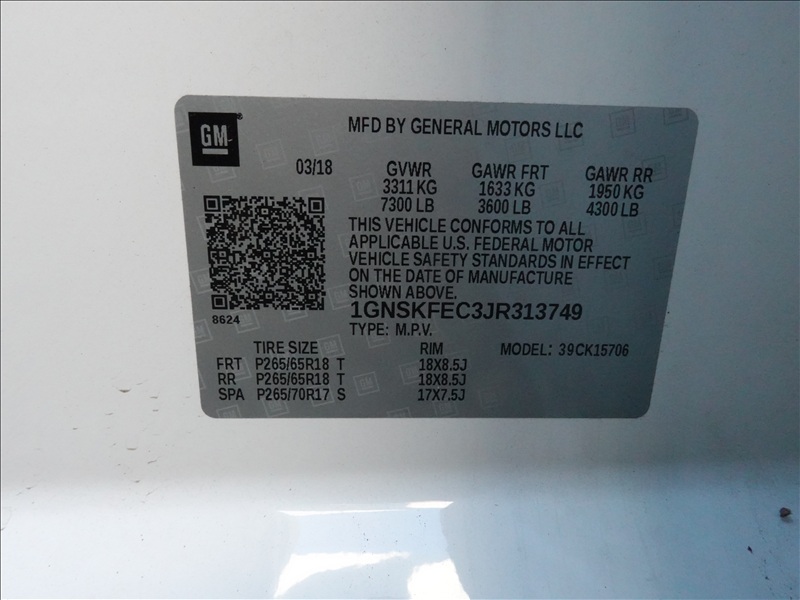 GM
MFD BY GENERAL MOTORS LLC
03/18 GVWR GAWR FRT GAWR RR
3311 KG 1633 KG 1950 KG
7300 LB 3600 LB 4300 LB
THIS VEHICLE CONFORMS TO ALL
APPLICABLE U.S. FEDERAL MOTOR
VEHICLE SAFETY STANDARDS IN EFFECT
ON THE DATE OF MANUFACTURE
SHOWN ABOVE.
1GNSKFEC3JR313749
8624
TYPE: M.P.V.
TIRE SIZE RIM MODEL: 39CK15706
FRT P265/65R18 T 18X8.5J
RR P265/65R18 T 18X8.5J
SPA P265/70R17 S 17X7.5J